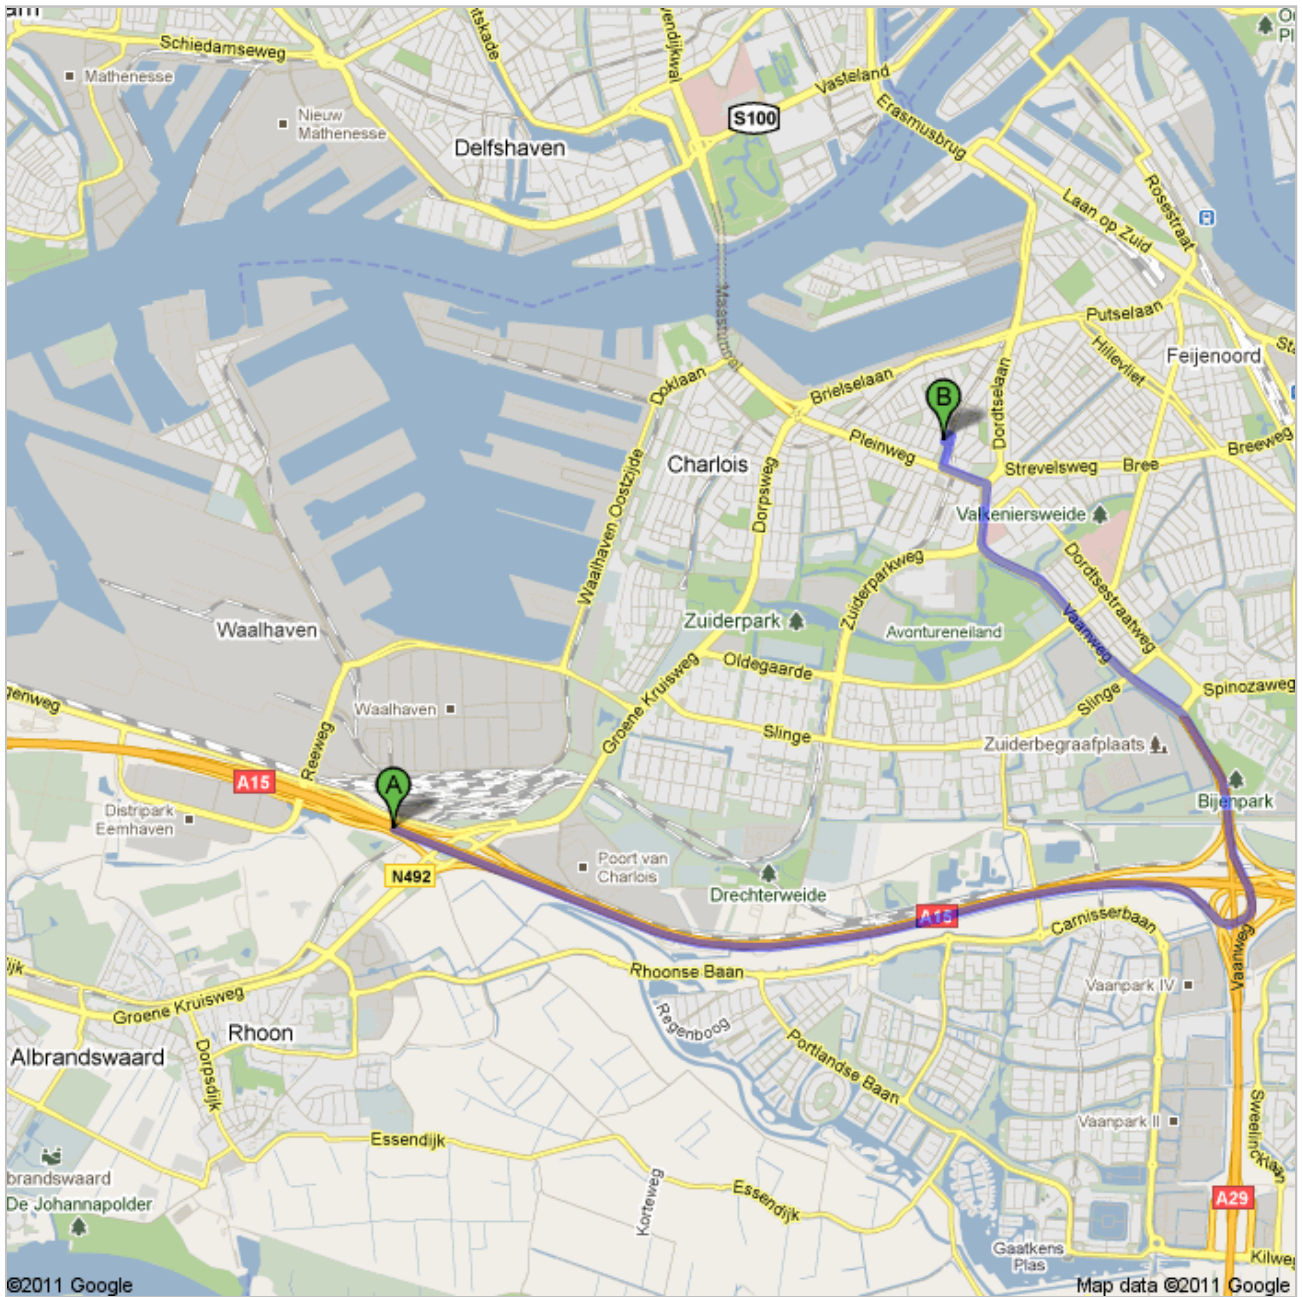 Schiedamseweg
Mathenesse
Nieuw
Mathenesse
Delfshaven
S100
Vasteland
Erasmusbrug
Rosestraat
Laan op Zuid
Putselaan
Hillevliet
Feijenoord
Maastunnel
Doklaan
Brielselaan
B
Dordtselaan
Pleinweg
Charlois
Strevelsweg
Bree
Breeweg
Waalhaven Oostzijde
Dorpsweg
Valkeniersweide
Dordtsestraatweg
Zuiderparkweg
Zuiderpark
Avontureneiland
Vaanweg
Waalhaven
Oldegaarde
Groene Kruisweg
Slinge
Slinge
Spinozaweg
Waalhaven
Zuiderbegraafplaats
Reeweg
A15
A
Bijenpark
Distripark
Eemhaven
N492
Poort van
Charlois
Drechterweide
A15
Carnisserbaan
Vaanweg
Rhoonse Baan
Vaanpark IV
Groene Kruisweg
Rhoon
Regenboog
Albrandswaard
Dorpsdijk
Portlandse Baan
Vaanpark II
Essendijk
Korteweg
Essendijk
brandswaard
De Johannapolder
A29
Gaatkens
Plas
Kilweg
©2011 Google
Map data ©2011 Google